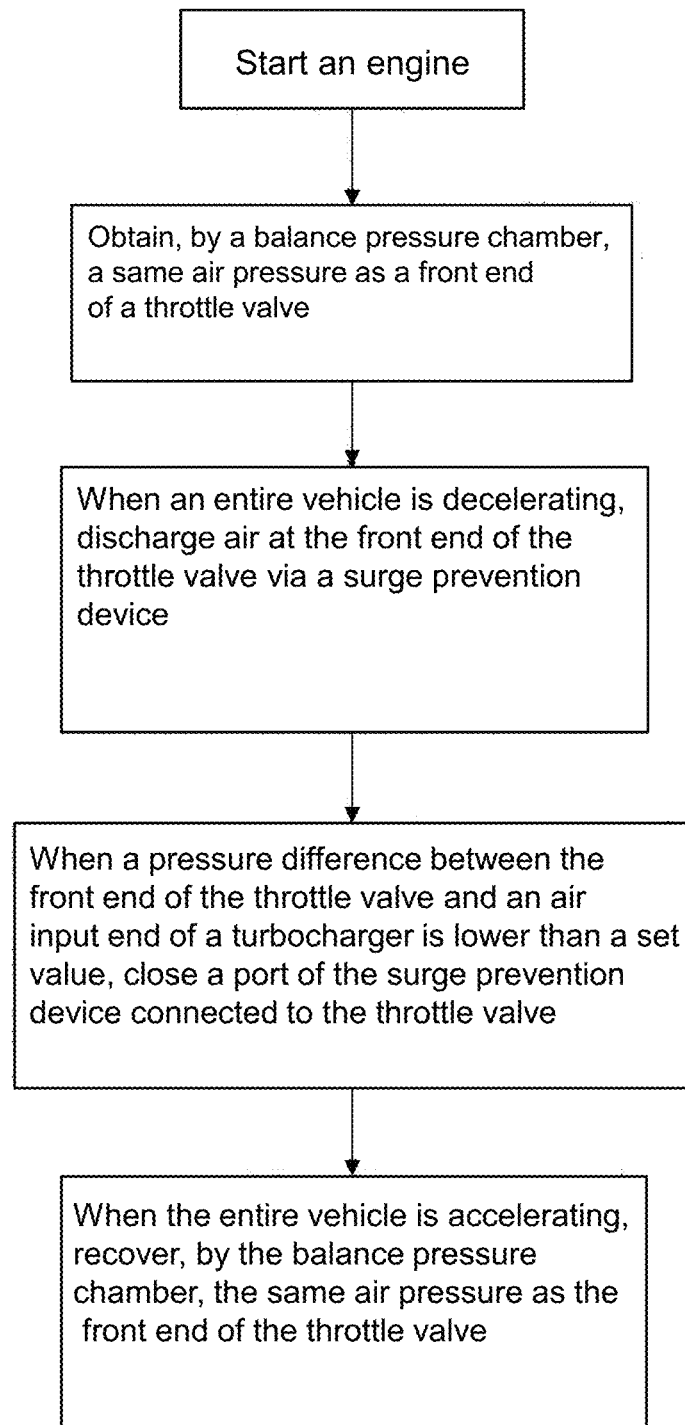 Start an engine
Obtain, by a balance pressure chamber,
a same air pressure as a front end
of a throttle valve
When an entire vehicle is decelerating,
discharge air at the front end of the
throttle valve via a surge prevention
device
When a pressure difference between the
front end of the throttle valve and an air
input end of a turbocharger is lower than a set
value, close a port of the surge prevention
device connected to the throttle valve
When the entire vehicle is accelerating,
recover, by the balance pressure
chamber, the same air pressure as the
front end of the throttle valve